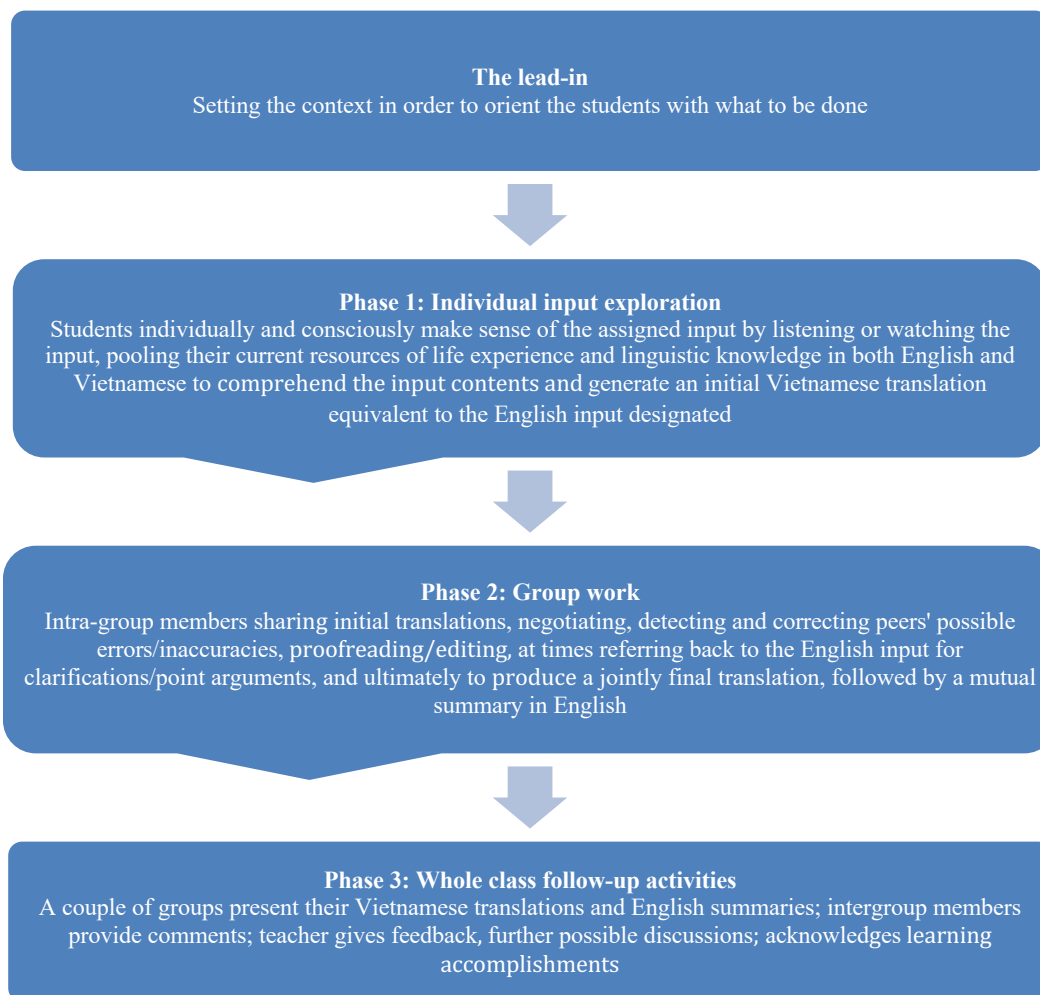 The lead-in
Setting the context in order to orient the students with what to be done
Phase 1: Individual input exploration
Students individually and consciously make sense of the assigned input by listening or watching the
input, pooling their current resources of life experience and linguistic knowledge in both English and
Vietnamese to comprehend the input contents and generate an initial Vietnamese translation
equivalent to the English input designated
Phase 2: Group work
Intra-group members sharing initial translations, negotiating, detecting and correcting peers' possible
errors/inaccuracies, proofreading/editing, at times referring back to the English input for
clarifications/point arguments, and ultimately to produce a jointly final translation, followed by a mutual
summary in English
Phase 3: Whole class follow-up activities
A couple of groups present their Vietnamese translations and English summaries; intergroup members
provide comments; teacher gives feedback, further possible discussions; acknowledges learning
accomplishments